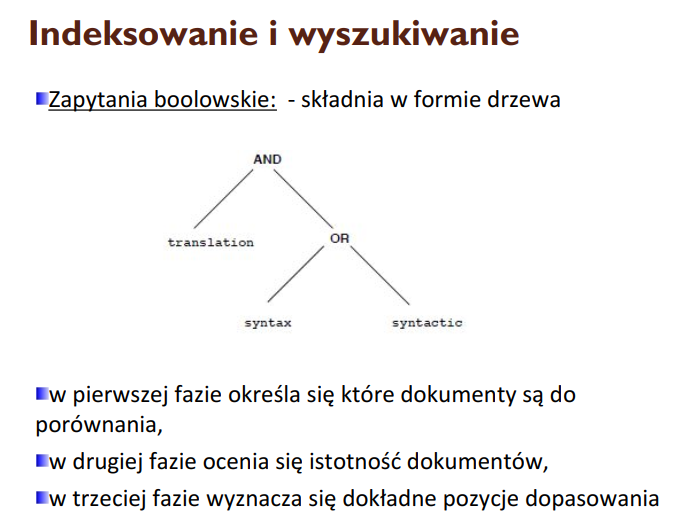 Indeksowanie i wyszukiwanie
Zapytania boolowskie: - składnia w formie drzewa
AND
translation
OR
syntax
syntactic
w pierwszej fazie określa się które dokumenty są do
porównania,
w drugiej fazie ocenia się istotność dokumentów,
w trzeciej fazie wyznacza się dokładne pozycje dopasowania